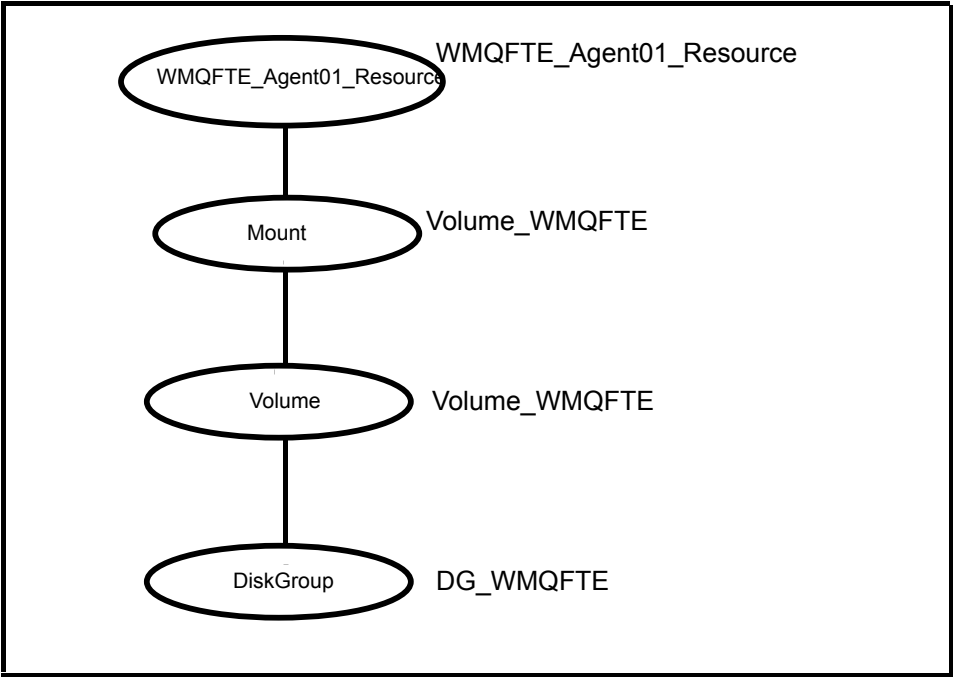 WMQFTE_Agent01_Resource
WMQFTE_Agent01_Resource
Mount
Volume_WMQFTE
Volume
Volume_WMQFTE
DiskGroup
DG_WMQFTE